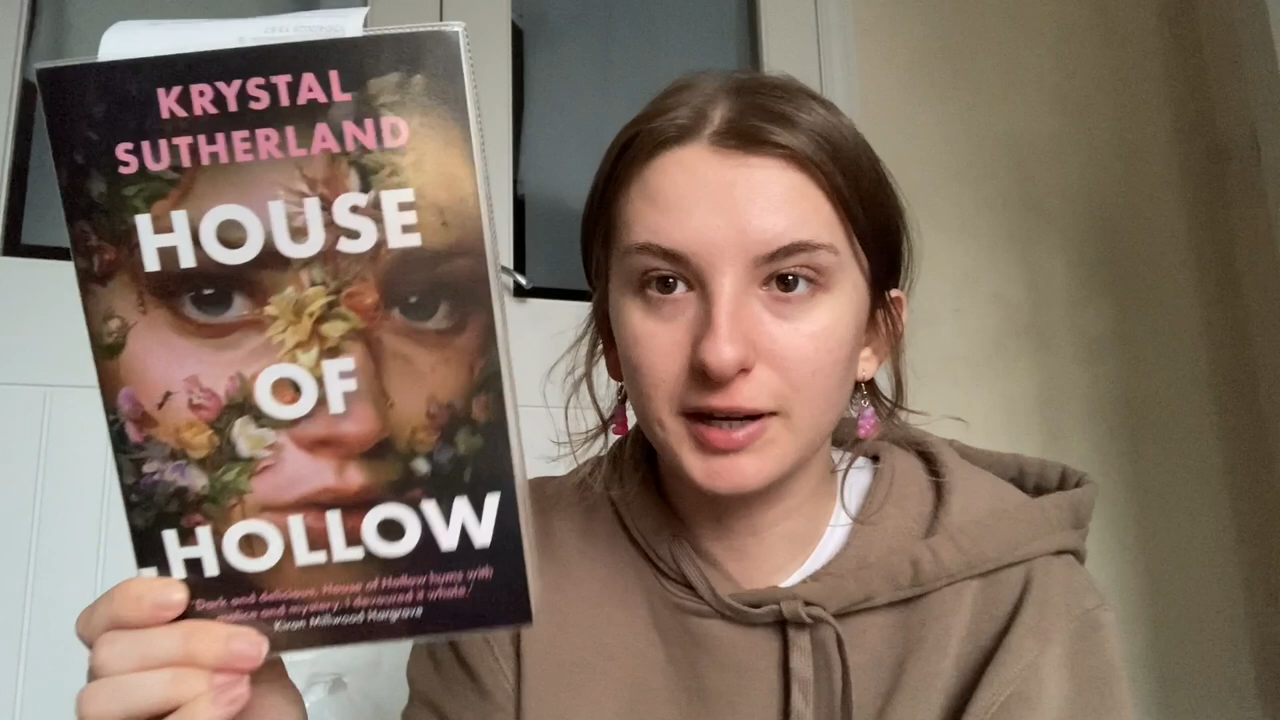 KRYSTAL
SUTHERLAND
HOUSE
OF
HOLLOW
"Dark and delicious, House of Hollow hums with
malice and mystery. I devoured it whole.'
Kiran Millwood Hargrave